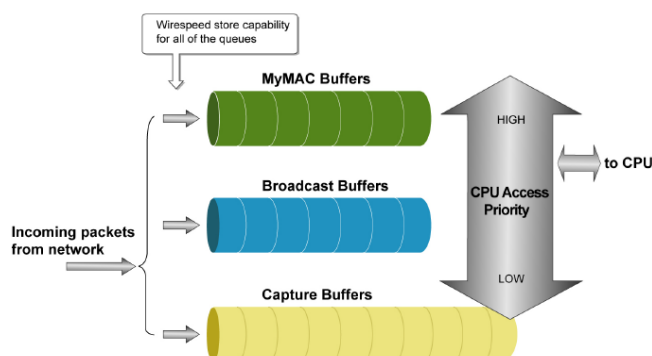 Wirespeed store capability
for all of the queues
MyMAC Buffers
HIGH
to CPU
Broadcast Buffers
CPU Access
Priority
Incoming packets
from network
LOW
Capture Buffers